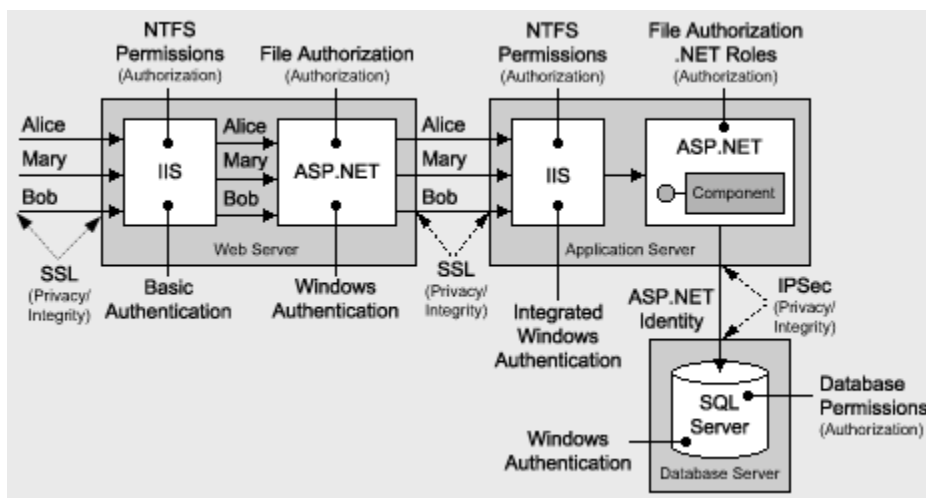 NTFS
Permissions
(Authorization)
File Authorization
(Authorization)
NTFS
Permissions
(Authorization)
File Authorization
.NET Roles
(Authorization)
Alice
Mary
Bob
IIS
Alice
Mary
Bob
ASP.NET
Web Server
Alice
Mary
Bob
IIS
ASP.NET
Component
Application Server
SSL
(Privacy/
Integrity)
Basic
Authentication
Windows
Authentication
SSL
(Privacy/
Integrity)
Integrated
Windows
Authentication
ASP.NET
Identity
IPSec
(Privacy/
Integrity)
SQL
Server
Database
Permissions
(Authorization)
Windows
Authentication
Database Server